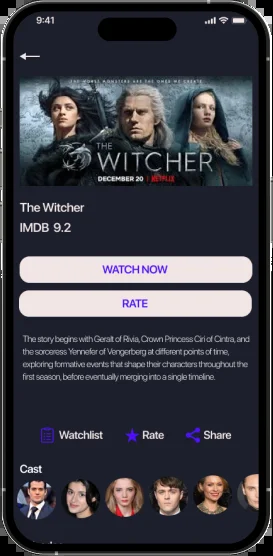 9:41
THE WORST MONSTERS ARE THE ONES WE CREATE
THE
WITCHER
DECEMBER 20 | NETFLIX
The Witcher
IMDB 9.2
WATCH NOW
RATE
The story begins with Geralt of Rivia, Crown Princess Ciri of Cintra, and
the sorceress Yennefer of Vengerberg at different points of time,
exploring formative events that shape their characters throughout the
first season, before eventually merging into a single timeline.
Watchlist
Rate
Share
Cast